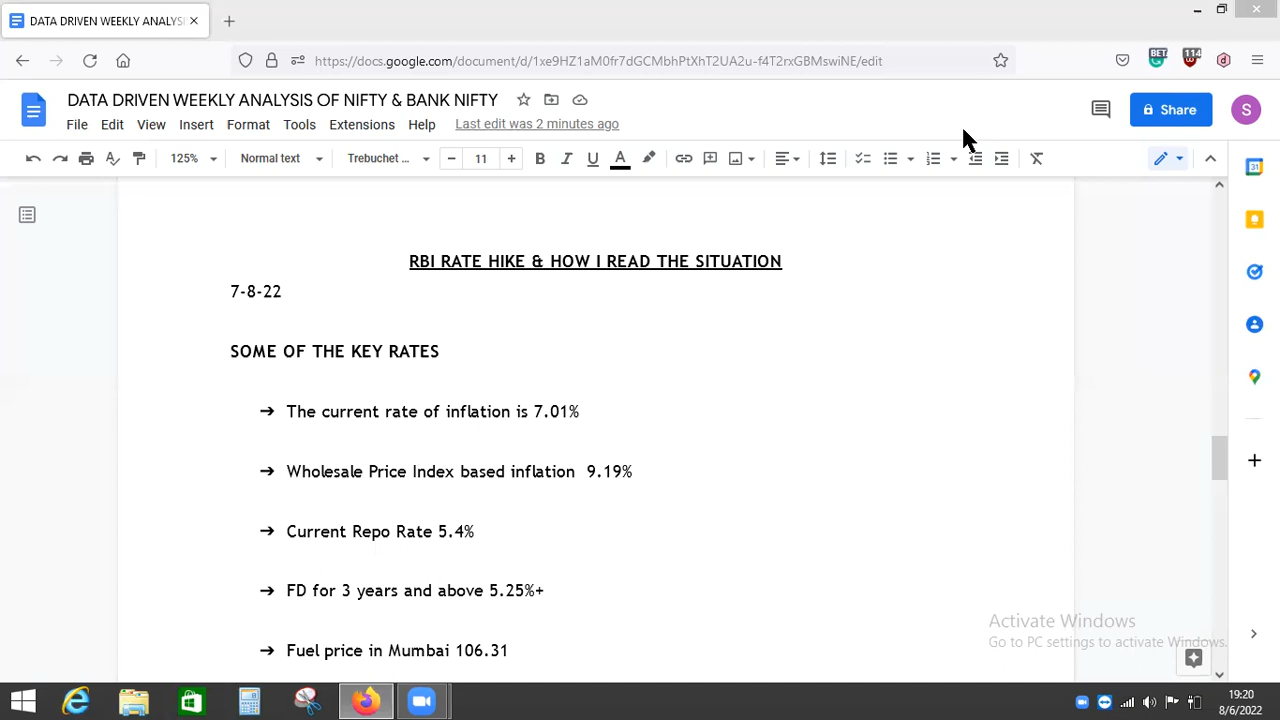 DATA DRIVEN WEEKLY ANALYSIS
https://docs.google.com/document/d/1xe9HZ1aM0fr7dGCMbhPtXhT2UA2u-f4T2rxGBMswiNE/edit
BET
114
DATA DRIVEN WEEKLY ANALYSIS OF NIFTY & BANK NIFTY
File Edit View Insert Format Tools Extensions Help Last edit was 2 minutes ago
Share
S
125% Normal text Trebuchet ... 11
31
RBI RATE HIKE & HOW I READ THE SITUATION
7-8-22
SOME OF THE KEY RATES
➔ The current rate of inflation is 7.01%
➔ Wholesale Price Index based inflation 9.19%
➔ Current Repo Rate 5.4%
➔ FD for 3 years and above 5.25%+
➔ Fuel price in Mumbai 106.31
Activate Windows
Go to PC settings to activate Windows.
19:20
8/6/2022